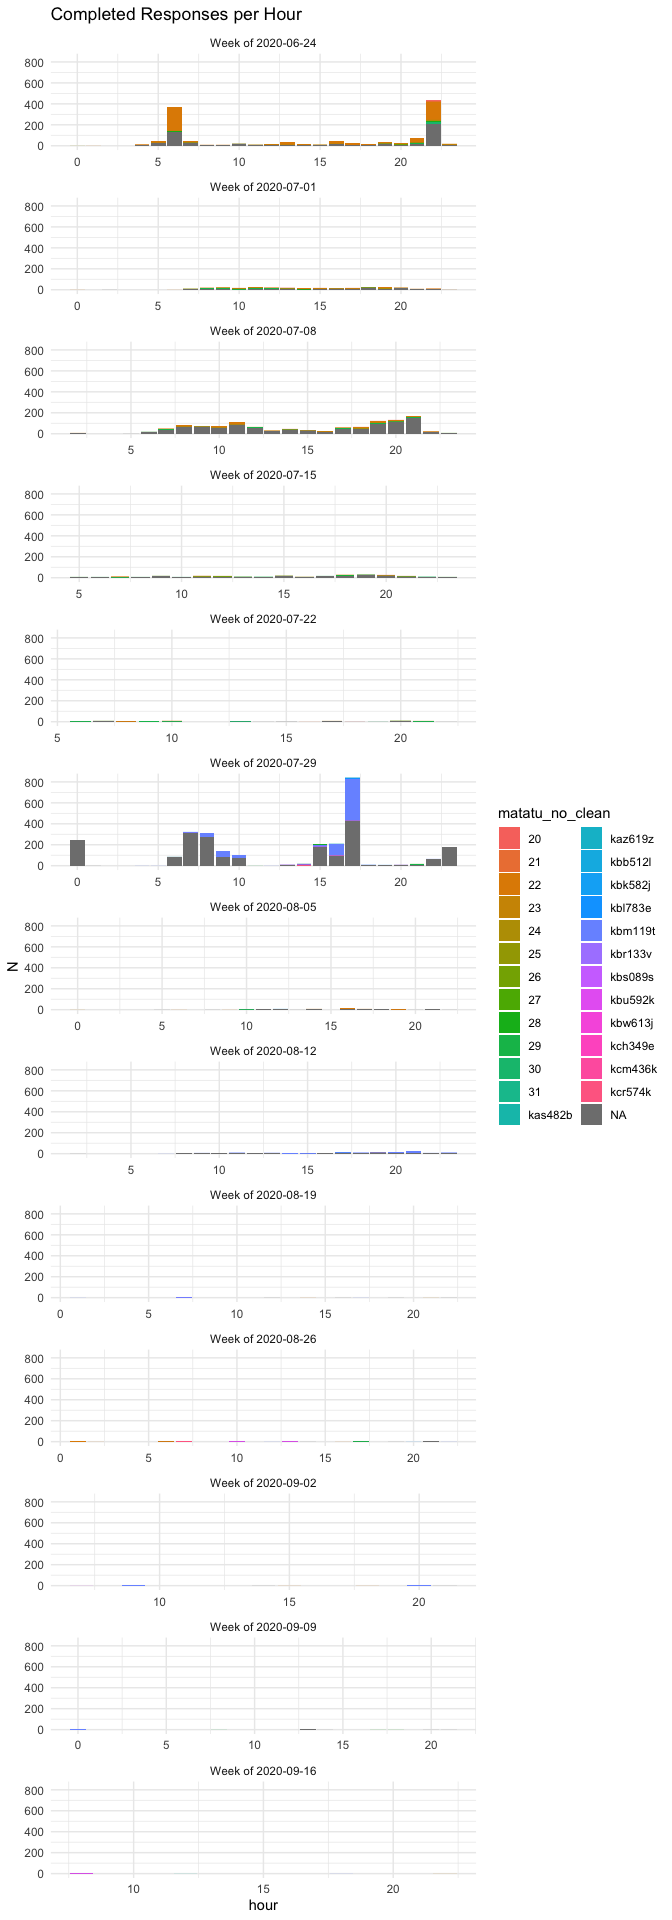 Completed Responses per Hour
Week of 2020-06-24
800
600
400
200
0
0 5 10 15 20
Week of 2020-07-01
800
600
400
200
0
0 5 10 15 20
Week of 2020-07-08
800
600
400
200
0
5 10 15 20
Week of 2020-07-15
800
600
400
200
0
5 10 15 20
Week of 2020-07-22
800
600
400
200
0
5 10 15 20
Week of 2020-07-29
800
600
400
200
0
0 5 10 15 20
Week of 2020-08-05
800
600
400
200
0
0 5 10 15 20
Week of 2020-08-12
800
600
400
200
0
5 10 15 20
Week of 2020-08-19
800
600
400
200
0
0 5 10 15 20
Week of 2020-08-26
800
600
400
200
0
0 5 10 15 20
Week of 2020-09-02
800
600
400
200
0
10 15 20
Week of 2020-09-09
800
600
400
200
0
0 5 10 15 20
Week of 2020-09-16
800
600
400
200
0
10 15 20
hour
N
matatu_no_clean
20
21
22
23
24
25
26
27
28
29
30
31
kas482b
kaz619z
kbb512l
kbk582j
kbl783e
kbm119t
kbr133v
kbs089s
kbu592k
kbw613j
kch349e
kcm436k
kcr574k
NA